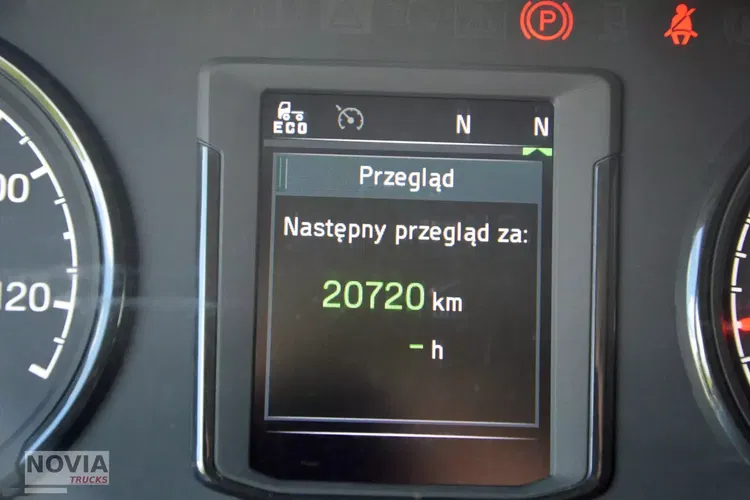 P
ECO
N N
Przegląd
Następny przegląd za:
20720 km
- h
00
120
NOVIA
TRUCKS